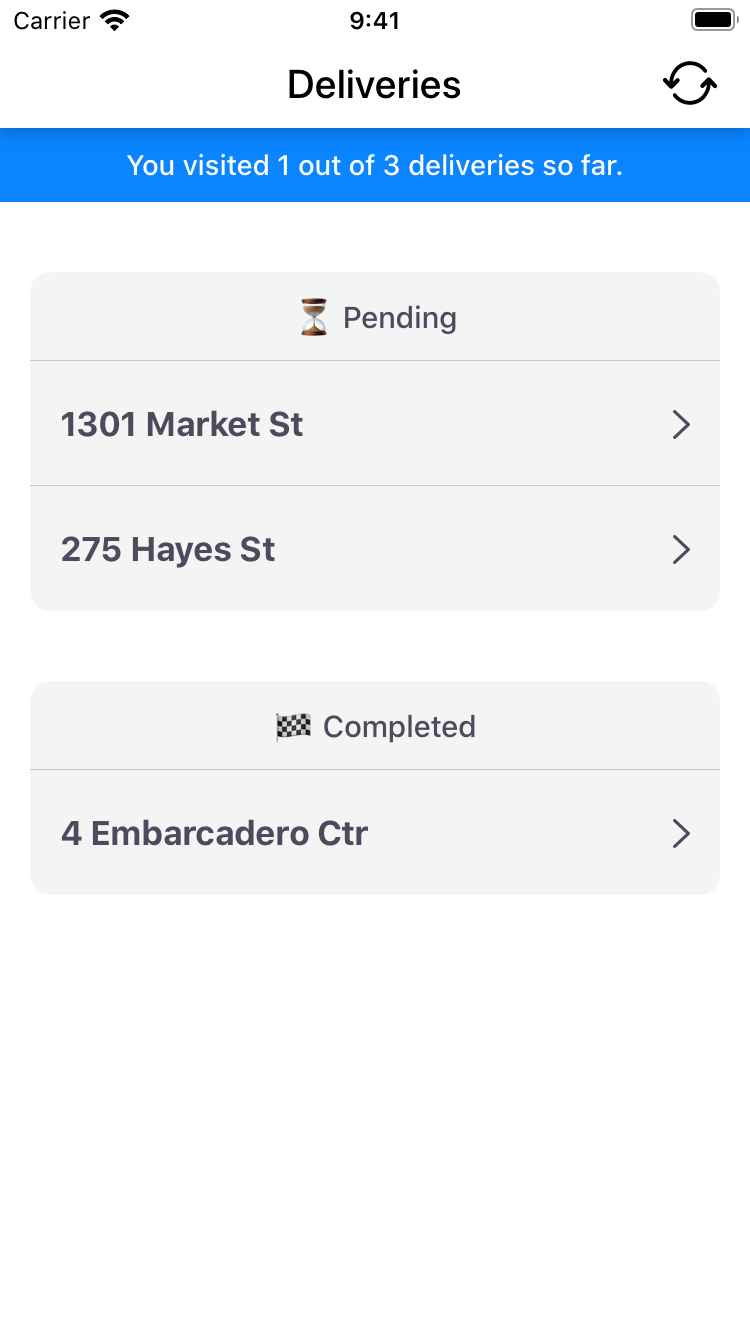 Carrier 9:41
Deliveries
You visited 1 out of 3 deliveries so far.
Pending
1301 Market St
275 Hayes St
Completed
4 Embarcadero Ctr